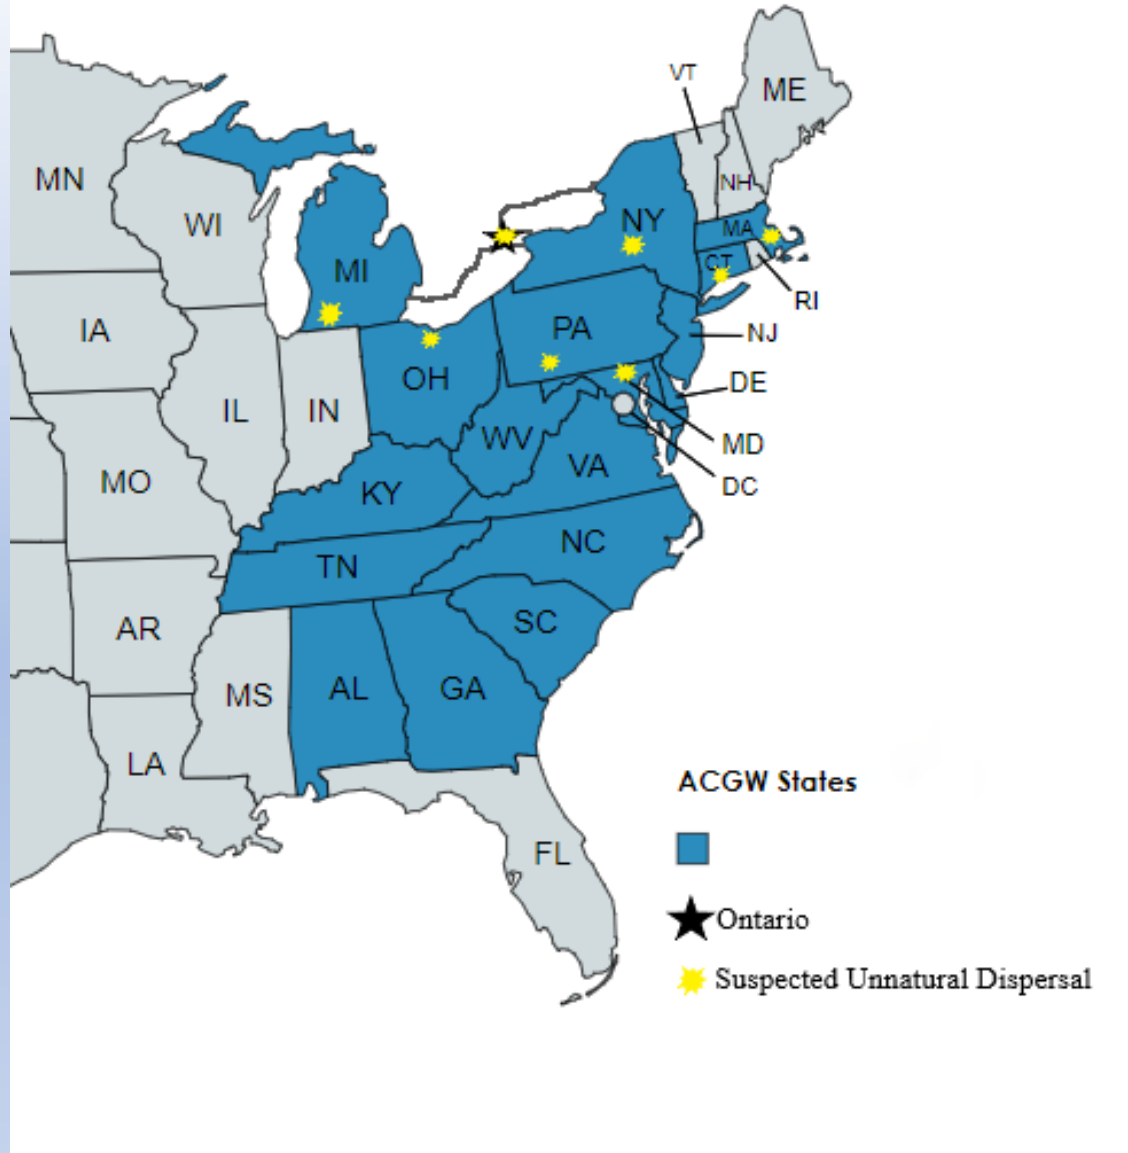 VT
ME
MN
NH
WI
NY
MA
CT
MI
RI
IA
PA
NJ
OH
DE
IL
IN
WV
MD
VA
MO
DC
KY
NC
TN
SC
AR
MS
AL
GA
LA
ACGW States
FL
Ontario
Suspected Unnatural Dispersal